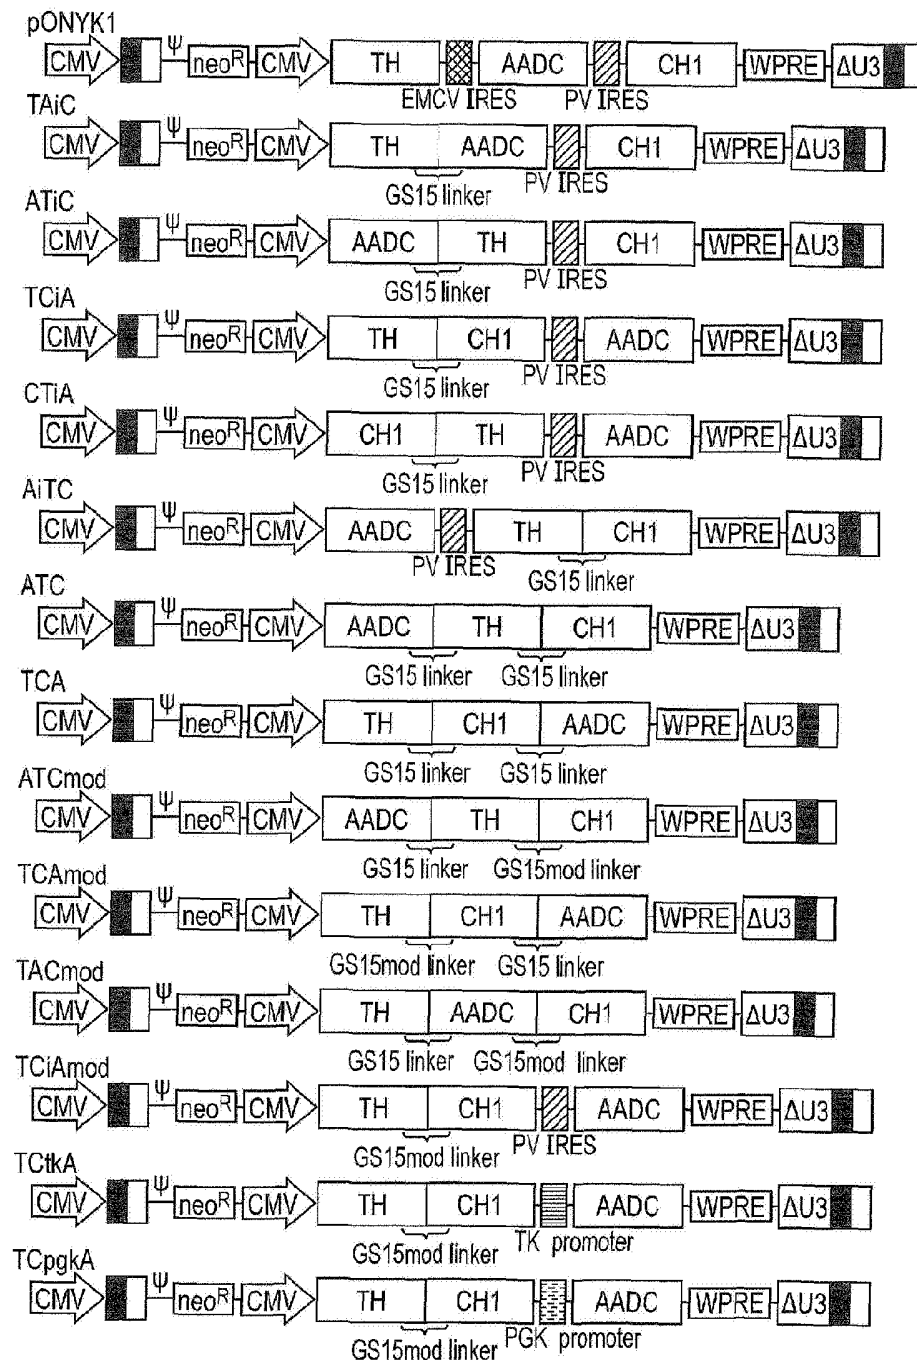 pONYK1
CMV ψ neoR CMV TH AADC CH1 WPRE ΔU3
EMCV IRES PV IRES
TAiC
CMV ψ neoR CMV TH AADC CH1 WPRE ΔU3
GS15 linker PV IRES
ATiC
CMV ψ neoR CMV AADC TH CH1 WPRE ΔU3
GS15 linker PV IRES
TCiA
CMV ψ neoR CMV TH CH1 AADC WPRE ΔU3
GS15 linker PV IRES
CTiA
CMV ψ neoR CMV CH1 TH AADC WPRE ΔU3
GS15 linker PV IRES
AiTC
CMV ψ neoR CMV AADC TH CH1 WPRE ΔU3
PV IRES GS15 linker
ATC
CMV ψ neoR CMV AADC TH CH1 WPRE ΔU3
GS15 linker GS15 linker
TCA
CMV ψ neoR CMV TH CH1 AADC WPRE ΔU3
GS15 linker GS15 linker
ATCmod
CMV ψ neoR CMV AADC TH CH1 WPRE ΔU3
GS15 linker GS15mod linker
TCAmod
CMV ψ neoR CMV TH CH1 AADC WPRE ΔU3
GS15mod linker GS15 linker
TACmod
CMV ψ neoR CMV TH AADC CH1 WPRE ΔU3
GS15 linker GS15mod linker
TCiAmod
CMV ψ neoR CMV TH CH1 AADC WPRE ΔU3
GS15mod linker PV IRES
TCtkA
CMV ψ neoR CMV TH CH1 AADC WPRE ΔU3
GS15mod linker TK promoter
TCpgkA
CMV ψ neoR CMV TH CH1 AADC WPRE ΔU3
GS15mod linker PGK promoter